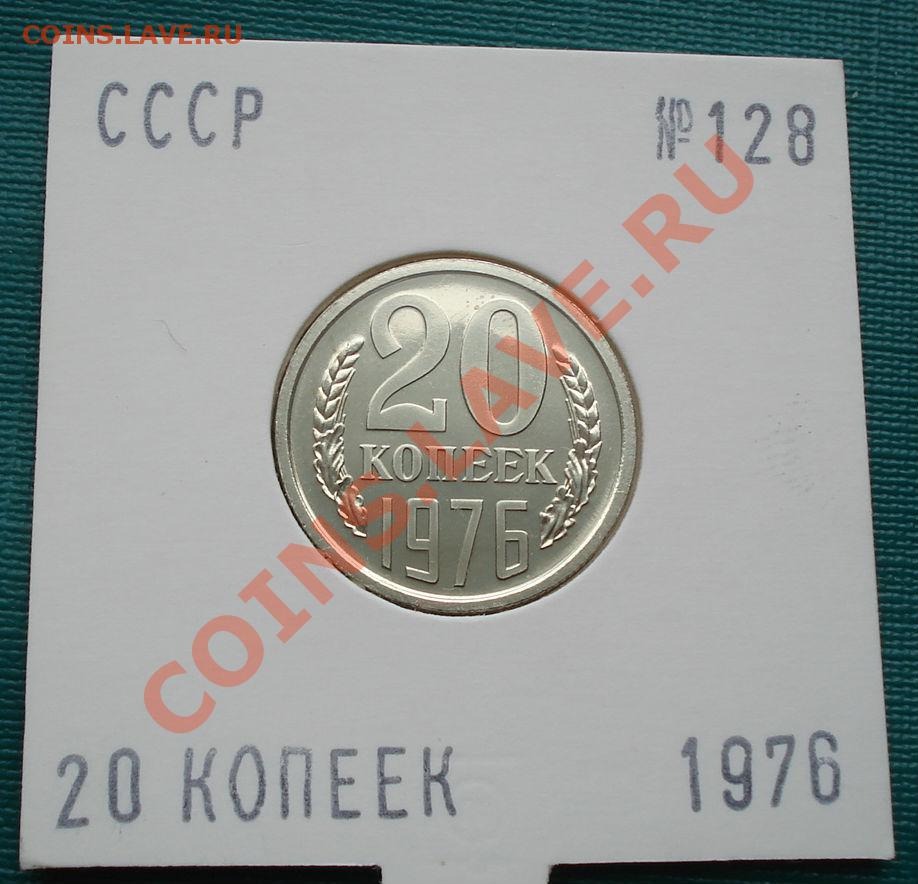 COINS.LAVE.RU
СССР
№128
20
КОПЕЕК
1976
COINS.LAVE.RU
20 КОПЕЕК
1976